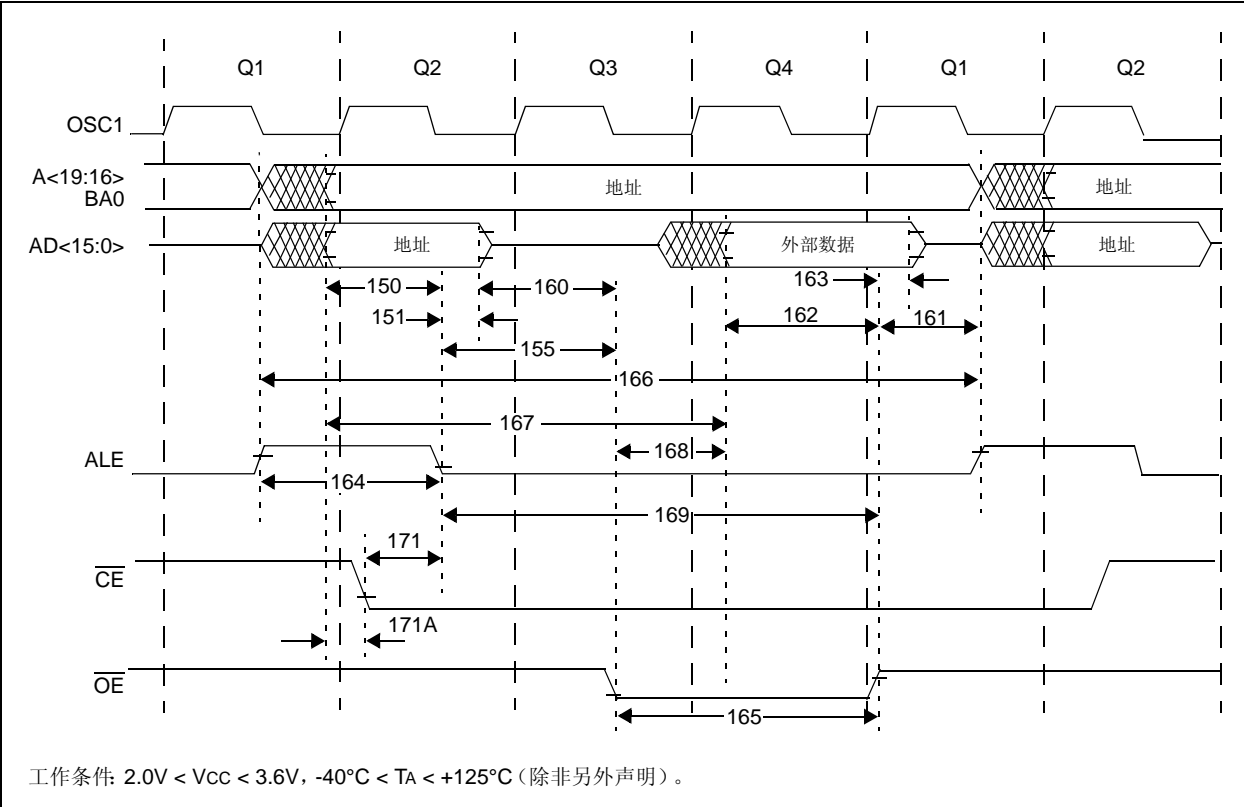 Q1 Q2 Q3 Q4 Q1 Q2
OSC1
A<19:16>
BA0
地址 地址
AD<15:0>
地址 外部数据 地址
150 160 163
151 162 161
155
166
167
ALE
168
164
169
171
CE
171A
OE
165
工作条件: 2.0V < VCC < 3.6V, -40°C < TA < +125°C(除非另外声明)。